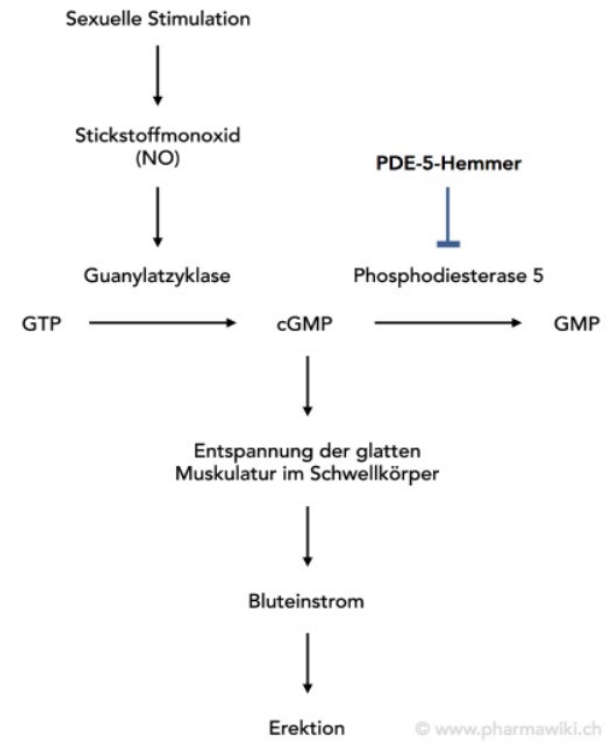 Sexuelle Stimulation
Stickstoffmonoxid
(NO)
PDE-5-Hemmer
Guanylatzyklase
Phosphodiesterase 5
GTP
cGMP
GMP
Entspannung der glatten
Muskulatur im Schwellkörper
Bluteinstrom
Erektion
© www.pharmawiki.ch